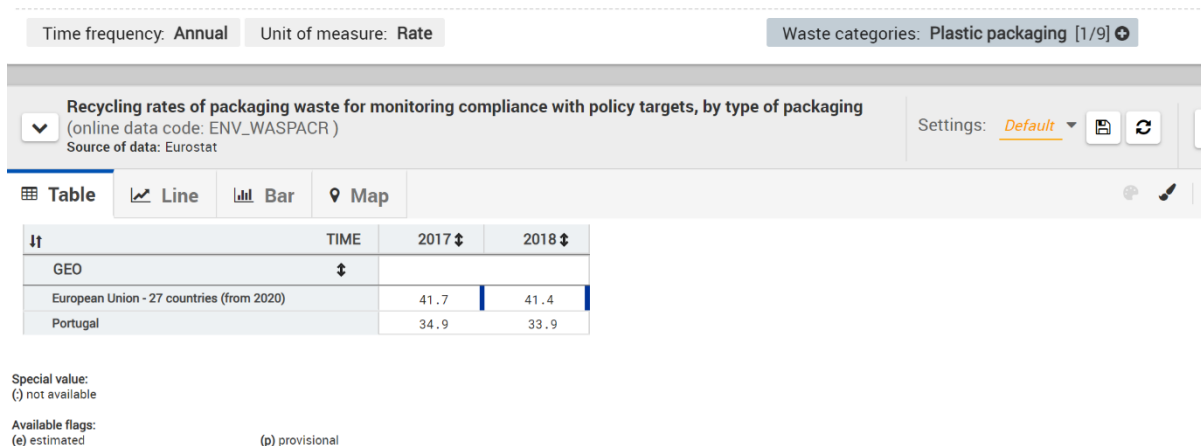 Time frequency: Annual Unit of measure: Rate Waste categories: Plastic packaging [1/9]
Recycling rates of packaging waste for monitoring compliance with policy targets, by type of packaging
(online data code: ENV_WASPACR )
Source of data: Eurostat
Settings: Default
Table Line Bar Map
TIME 2017 2018
GEO
European Union - 27 countries (from 2020) 41.7 41.4
Portugal 34.9 33.9
Special value:
(:) not available
Available flags:
(e) estimated (p) provisional